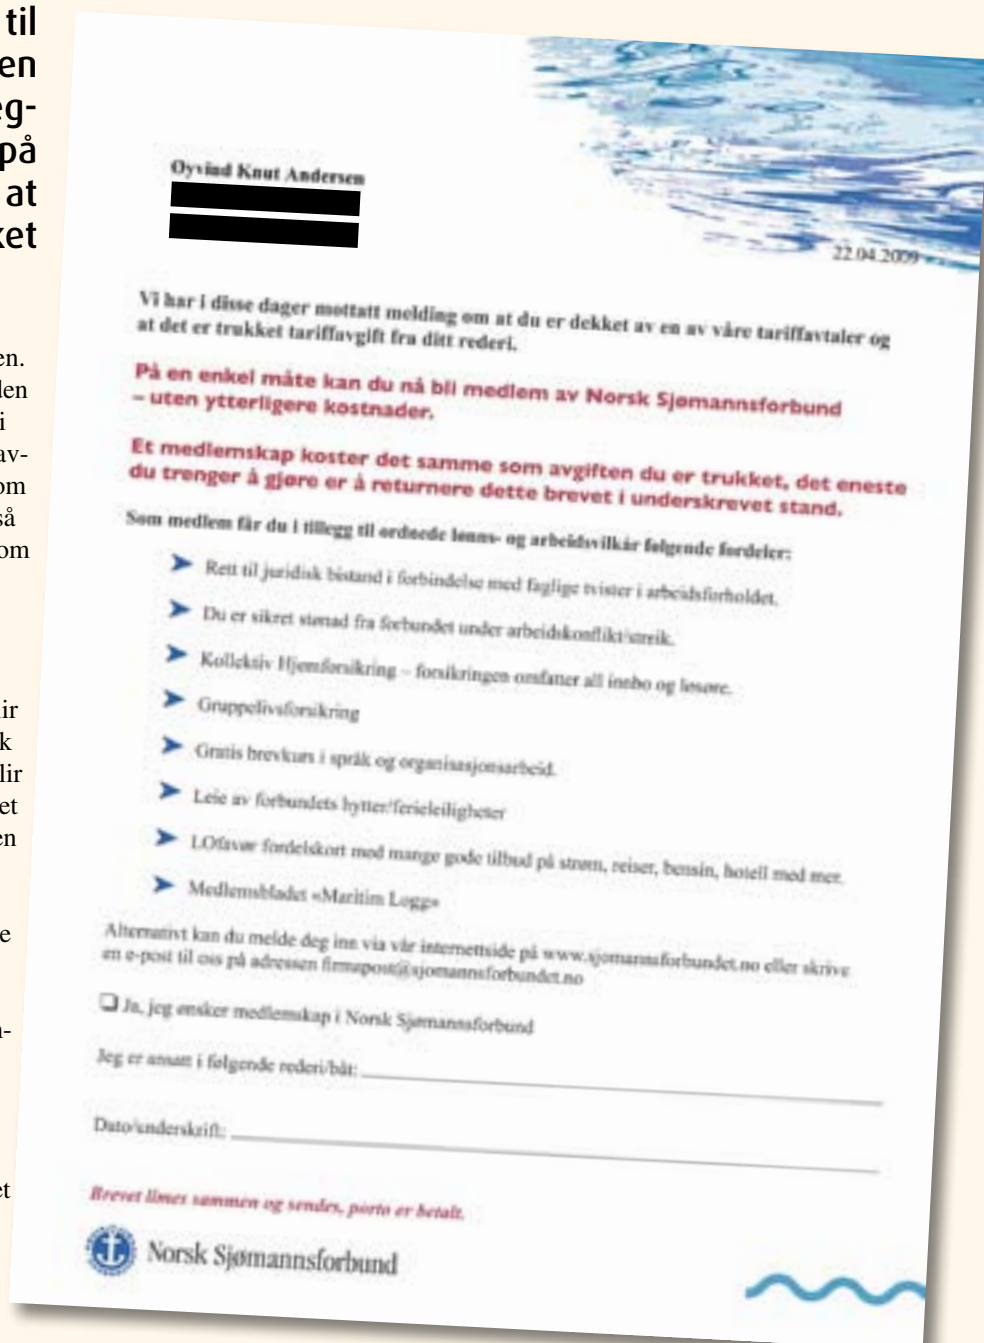 til
en
eg-
på
at
ket
en.
den
i
av-
om
så
om
ir
k
lir
et
en
e
n-
et
Øyvind Knut Andersen
22.04.2009
Vi har i disse dager mottatt melding om at du er dekket av en av våre tariffavtaler og
at det er trukket tariffavgift fra ditt rederi.
På en enkel måte kan du nå bli medlem av Norsk Sjømannsforbund
– uten ytterligere kostnader.
Et medlemskap koster det samme som avgiften du er trukket, det eneste
du trenger å gjøre er å returnere dette brevet i underskrevet stand.
Som medlem får du i tillegg til ordnede lønns- og arbeidsvilkår følgende fordeler:
➤ Rett til juridisk bistand i forbindelse med faglige tvister i arbeidsforholdet.
➤ Du er sikret stønad fra forbundet under arbeidskonflikt/streik.
➤ Kollektiv Hjemforsikring – forsikringen omfatter all innbo og løsøre.
➤ Gruppelivsforsikring
➤ Gratis brevkurs i språk og organisasjonsarbeid.
➤ Leie av forbundets hytter/ferieleiligheter
➤ LOfavør fordelskort med mange gode tilbud på strøm, reiser, bensin, hotell med mer.
➤ Medlemsbladet «Maritim Logg»
Alternativt kan du melde deg inn via vår internettside på www.sjomannsforbundet.no eller skrive
en e-post til oss på adressen firmapost@sjomannsforbundet.no
❑ Ja, jeg ønsker medlemskap i Norsk Sjømannsforbund
Jeg er ansatt i følgende rederi/båt:
Dato/underskrift:
Brevet limes sammen og sendes, porto er betalt.
Norsk Sjømannsforbund